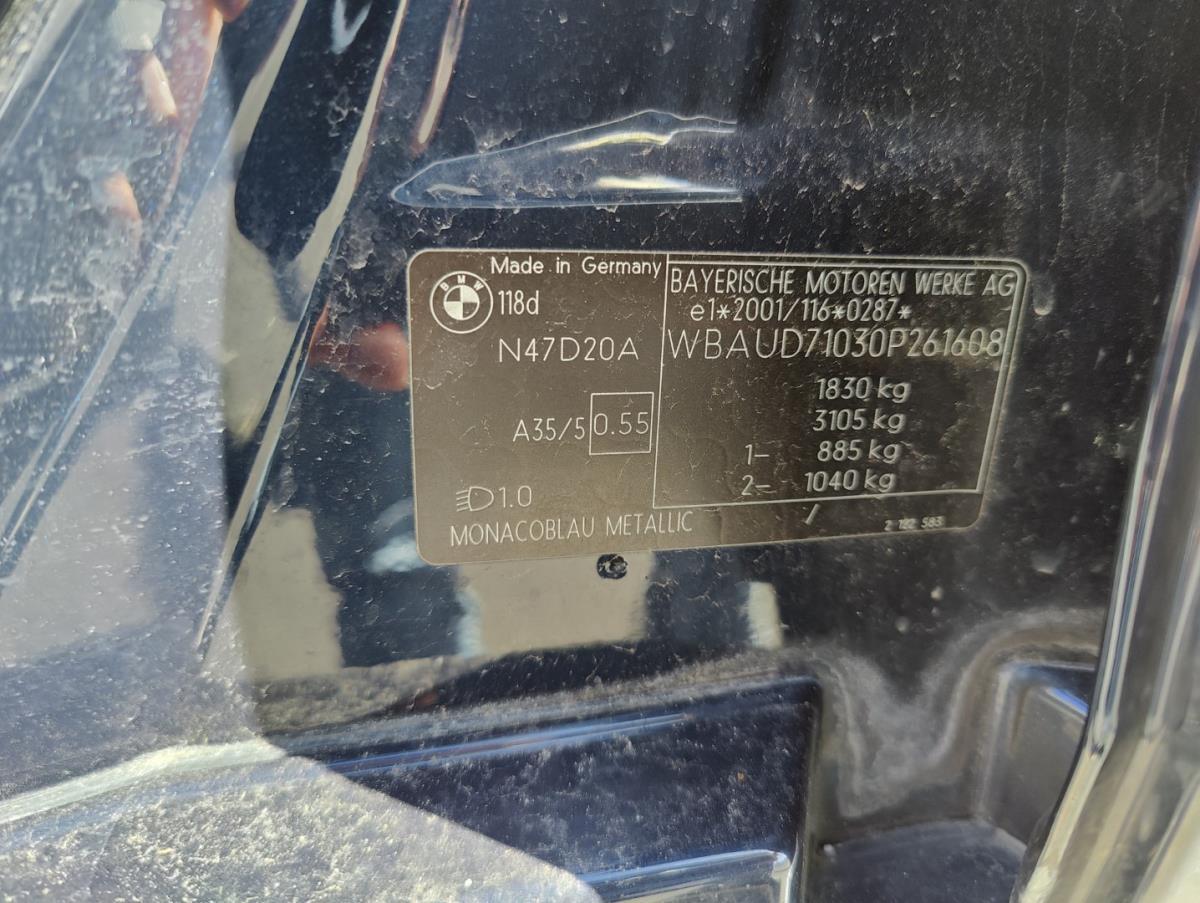 Made in Germany
BMW
118d
N47D20A
A35/5 0.55
1.0
MONACOBLAU METALLIC
BAYERISCHE MOTOREN WERKE AG
e1*2001/116*0287*
WBAUD71030P261608
1830 kg
3105 kg
1– 885 kg
2– 1040 kg
/
2 182 583